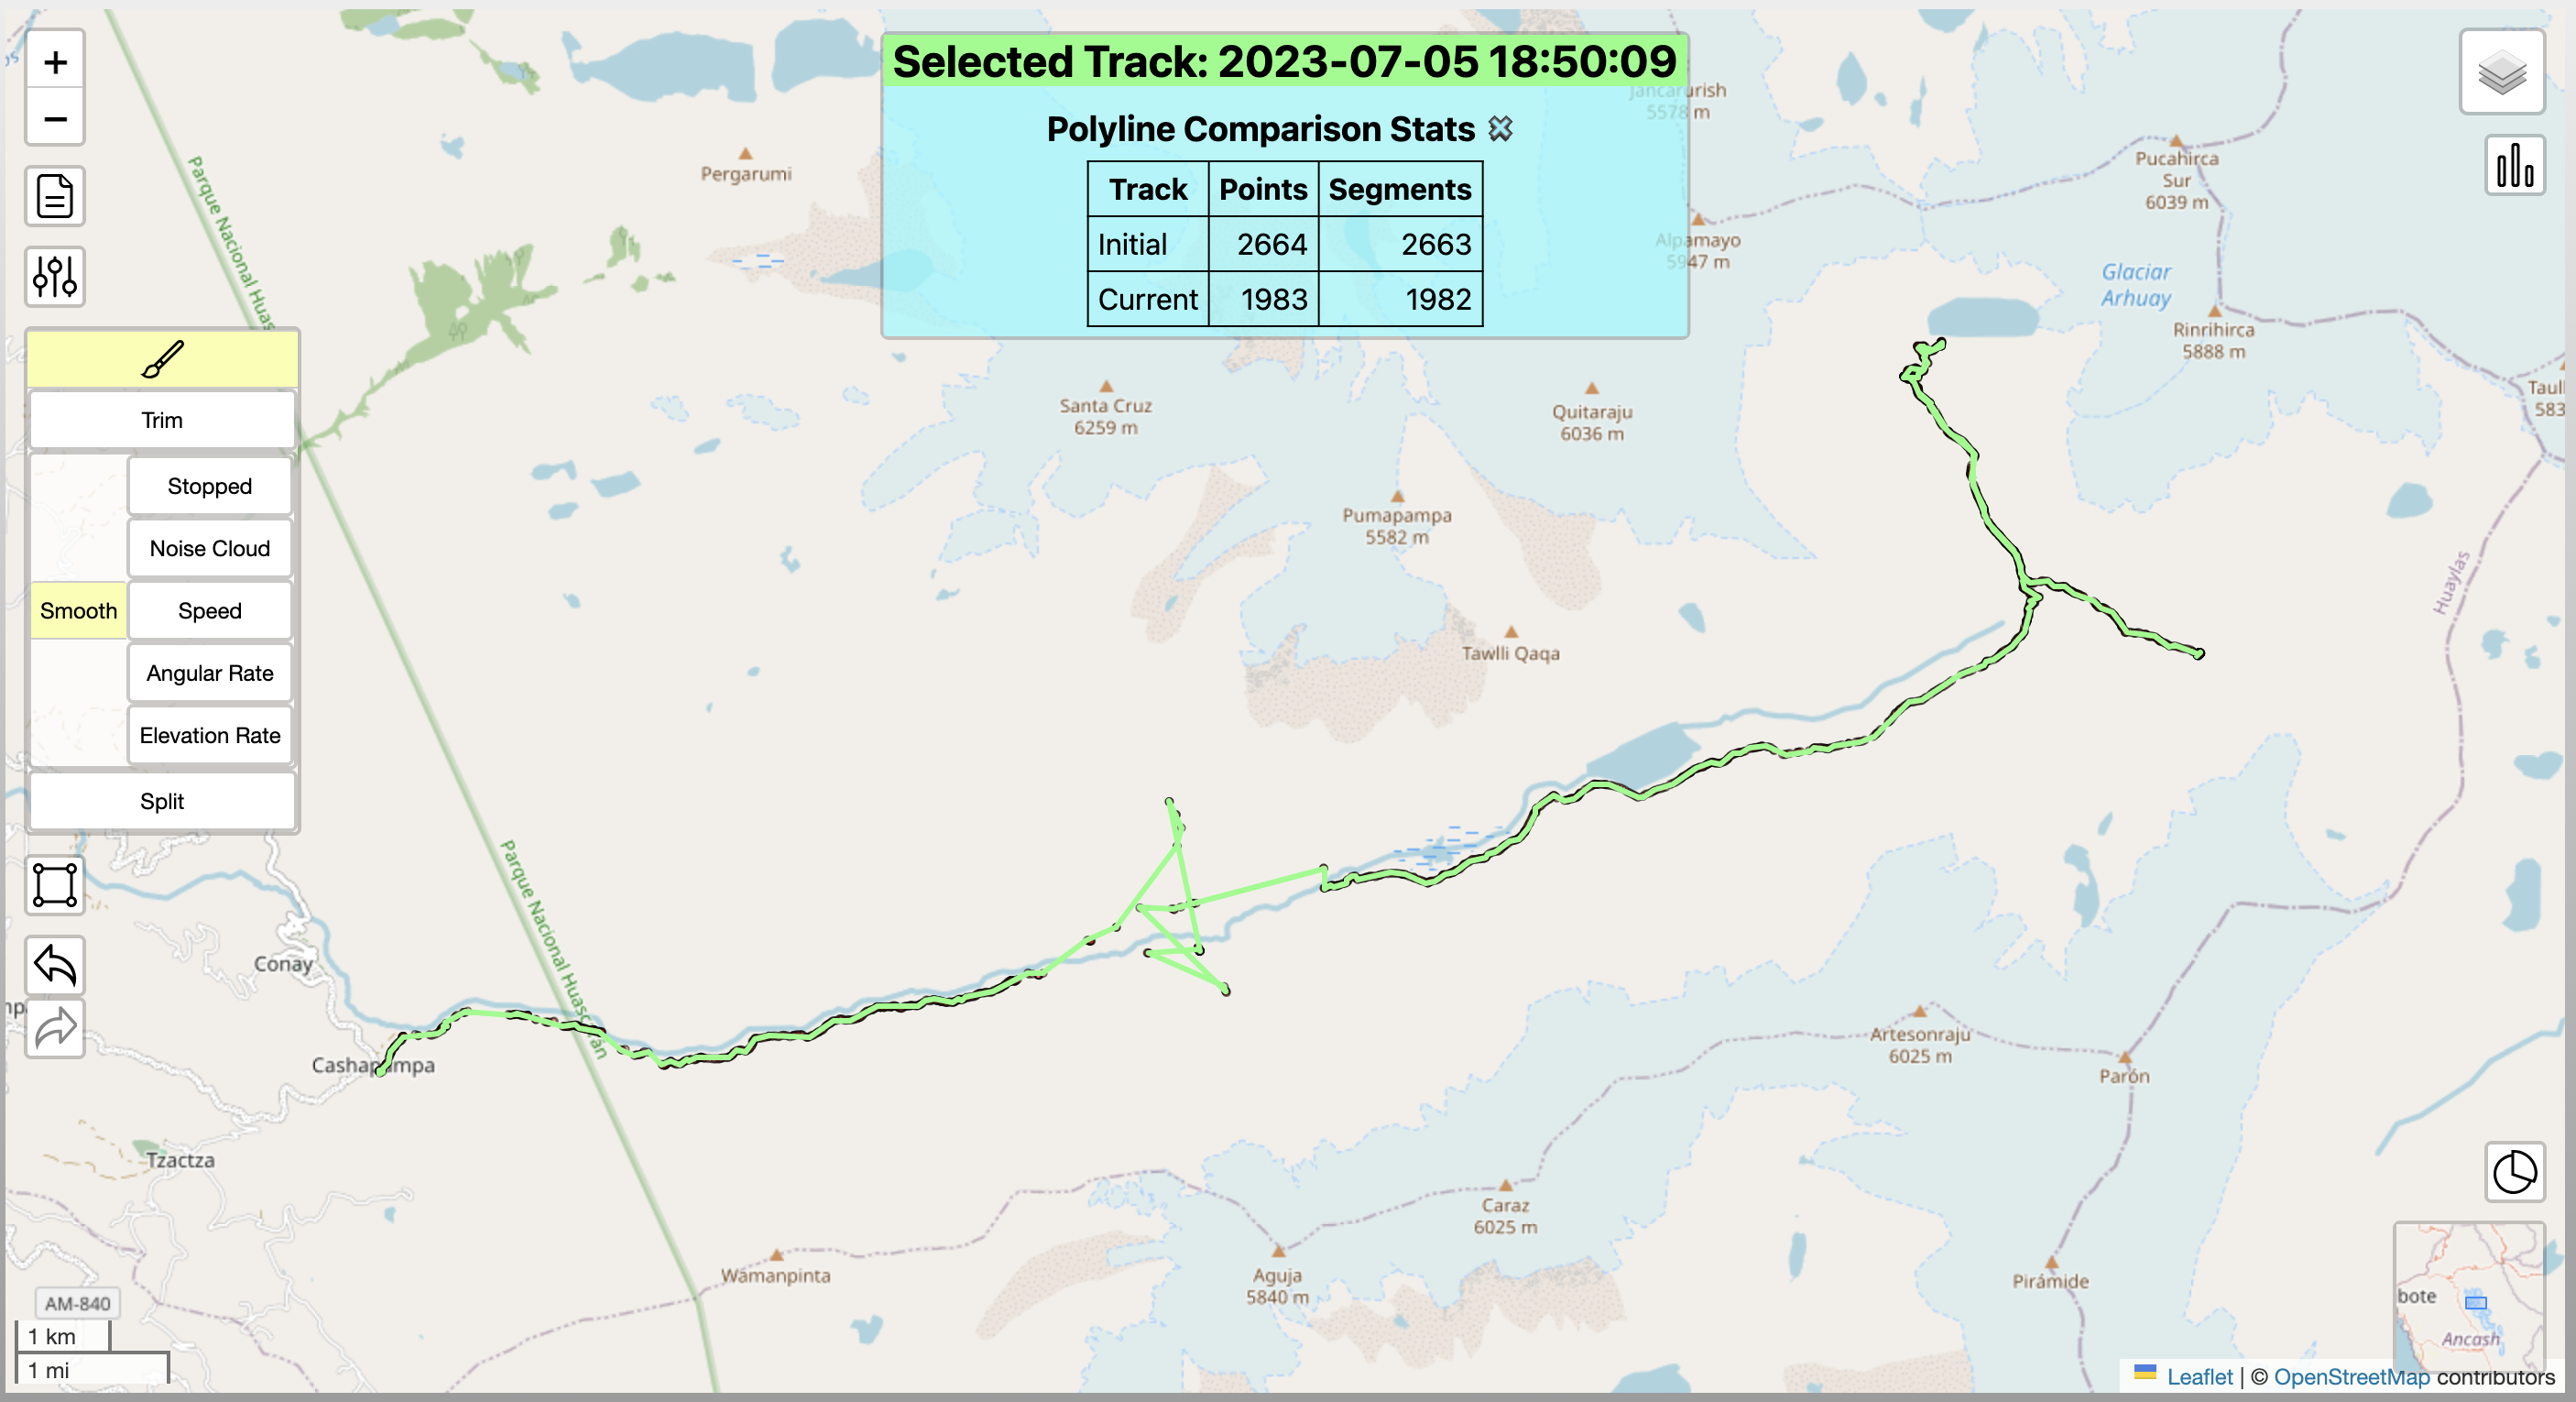 Selected Track: 2023-07-05 18:50:09
Polyline Comparison Stats
Track Points Segments
Initial 2664 2663
Current 1983 1982
+
−
Trim
Stopped
Noise Cloud
Smooth
Speed
Angular Rate
Elevation Rate
Split
Parque Nacional Huas
Pergarumi
Jancarurish
5578 m
Alpamayo
5947 m
Pucahirca
Sur
6039 m
Glaciar
Arhuay
Rinrihirca
5888 m
Taull
583
Santa Cruz
6259 m
Quitaraju
6036 m
Pumapampa
5582 m
Tawlli Qaqa
Huaylas
Parque Nacional Huascarán
Conay
Cashapampa
Tzactza
Artesonraju
6025 m
Parón
Caraz
6025 m
Wamanpinta
Aguja
5840 m
Pirámide
AM-840
1 km
1 mi
bote
Ancash
Leaflet | © OpenStreetMap contributors